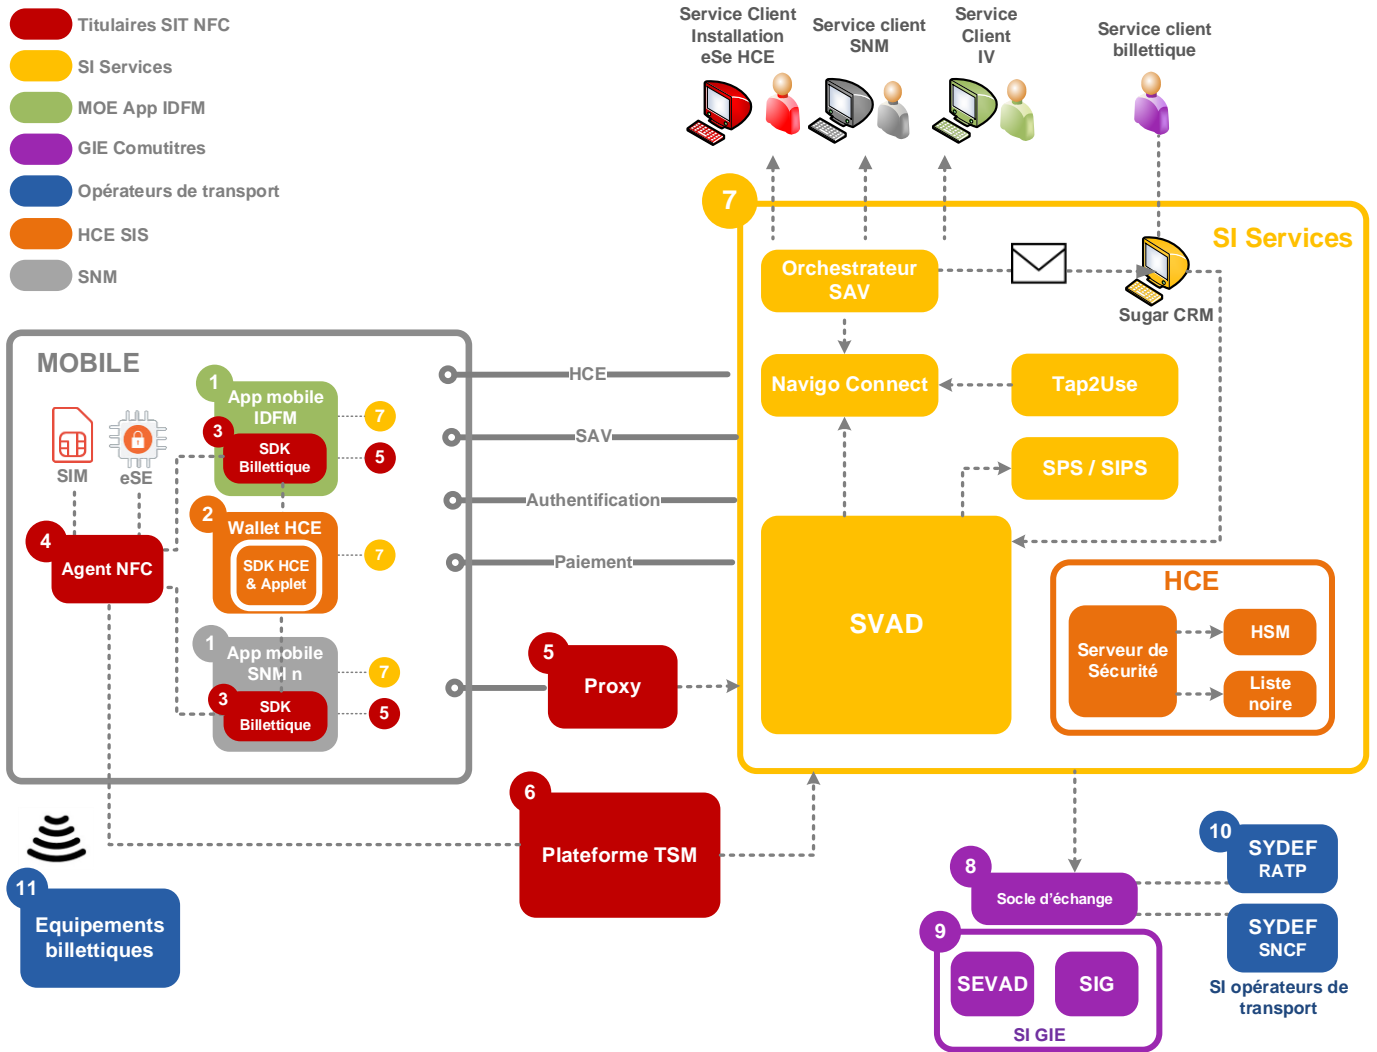 Titulaires SIT NFC
SI Services
MOE App IDFM
GIE Comutitres
Opérateurs de transport
HCE SIS
SNM
Service Client
Installation
eSe HCE
Service client
SNM
Service
Client
IV
Service client
billettique
7
SI Services
Orchestrateur
SAV
Sugar CRM
Navigo Connect
Tap2Use
SPS / SIPS
SVAD
HCE
Serveur de
Sécurité
HSM
Liste
noire
MOBILE
SIM
eSE
1
App mobile
IDFM
3
SDK
Billettique
7
5
2
Wallet HCE
SDK HCE
& Applet
7
4
Agent NFC
1
App mobile
SNM n
3
SDK
Billettique
7
5
HCE
SAV
Authentification
Paiement
5
Proxy
6
Plateforme TSM
11
Equipements
billettiques
8
Socle d'échange
9
SEVAD
SIG
SI GIE
10
SYDEF
RATP
SYDEF
SNCF
SI opérateurs de
transport